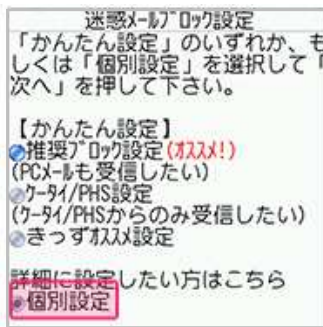 迷惑ﾒｰﾙﾌﾞﾛｯｸ設定
「かんたん設定」のいずれか、も
しくは「個別設定」を選択して「
次へ」を押して下さい。
【かんたん設定】
推奨ﾌﾞﾛｯｸ設定(ｵｽｽﾒ!)
(PCﾒｰﾙも受信したい)
ｹｰﾀｲ/PHS設定
(ｹｰﾀｲ/PHSからのみ受信したい)
きっずｵｽｽﾒ設定
詳細に設定したい方はこちら
個別設定